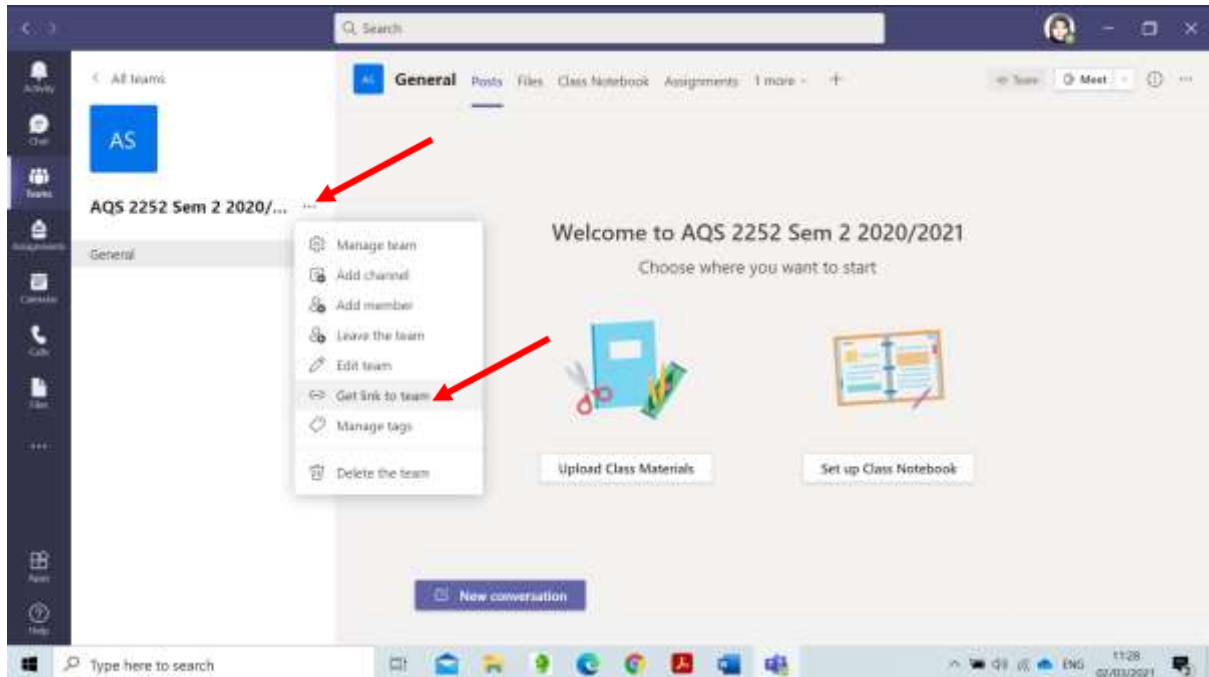 Search
Activity
Chat
Teams
Assignments
Calendar
Calls
Files
Apps
Help
< All teams
AS
AQS 2252 Sem 2 2020/... ...
General
AS General Posts Files Class Notebook Assignments 1 more +
Team Meet
Manage team
Add channel
Add member
Leave the team
Edit team
Get link to team
Manage tags
Delete the team
Welcome to AQS 2252 Sem 2 2020/2021
Choose where you want to start
Upload Class Materials
Set up Class Notebook
New conversation
Type here to search
ENG
11:28
02/03/2021